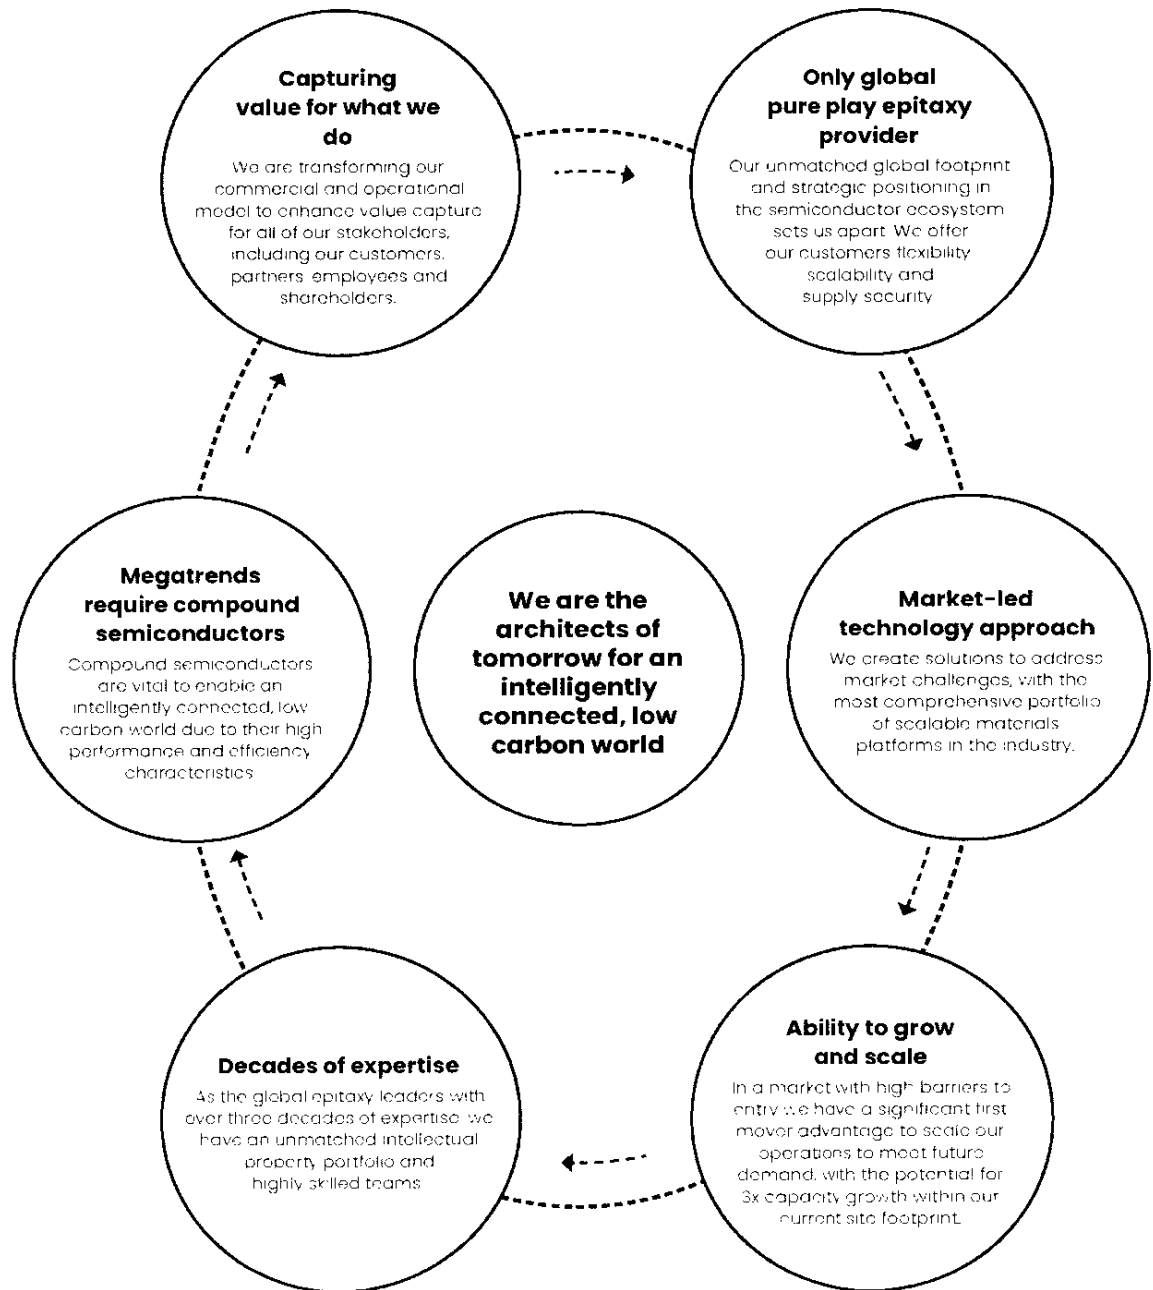 Capturing
value for what we
do
We are transforming our
commercial and operational
model to enhance value capture
for all of our stakeholders,
including our customers,
partners employees and
shareholders.
Only global
pure play epitaxy
provider
Our unmatched global footprint
and strategic positioning in
the semiconductor ecosystem
sets us apart We offer
our customers flexibility
scalability and
supply security
Megatrends
require compound
semiconductors
Compound semiconductors
are vital to enable an
intelligently connected, low
carbon world due to their high
performance and efficiency
characteristics
We are the
architects of
tomorrow for an
intelligently
connected, low
carbon world
Market-led
technology approach
We create solutions to address
market challenges, with the
most comprehensive portfolio
of scalable materials
platforms in the industry.
Decades of expertise
As the global epitaxy leaders with
over three decades of expertise we
have an unmatched intellectual
property portfolio and
highly skilled teams
Ability to grow
and scale
In a market with high barriers to
entry we have a significant first
mover advantage to scale our
operations to meet future
demand, with the potential for
3x capacity growth within our
current site footprint.